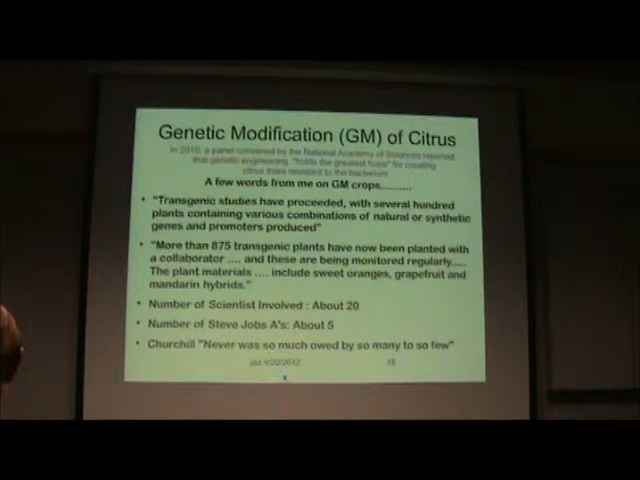 Genetic Modification (GM) of Citrus
In 2010, a panel convened by the National Academy of Sciences reported
that genetic engineering "holds the greatest hope" for creating
citrus trees resistant to the bacterium
A few words from me on GM crops..........
• "Transgenic studies have proceeded, with several hundred
plants containing various combinations of natural or synthetic
genes and promoters produced"
• "More than 875 transgenic plants have now been planted with
a collaborator .... and these are being monitored regularly.....
The plant materials .... include sweet oranges, grapefruit and
mandarin hybrids."
• Number of Scientist Involved : About 20
• Number of Steve Jobs A's: About 5
• Churchill "Never was so much owed by so many to so few"
4/20/2012